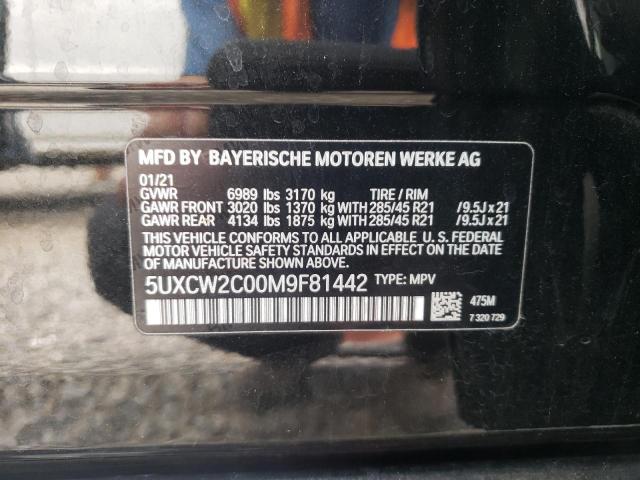 MFD BY BAYERISCHE MOTOREN WERKE AG
01/21
GVWR 6989 lbs 3170 kg TIRE / RIM
GAWR FRONT 3020 lbs 1370 kg WITH 285/45 R21 /9.5J x 21
GAWR REAR 4134 lbs 1875 kg WITH 285/45 R21 /9.5J x 21
THIS VEHICLE CONFORMS TO ALL APPLICABLE U. S. FEDERAL
MOTOR VEHICLE SAFETY STANDARDS IN EFFECT ON THE DATE
OF MANUFACTURE SHOWN ABOVE.
5UXCW2C00M9F81442 TYPE: MPV
475M
7 320 729